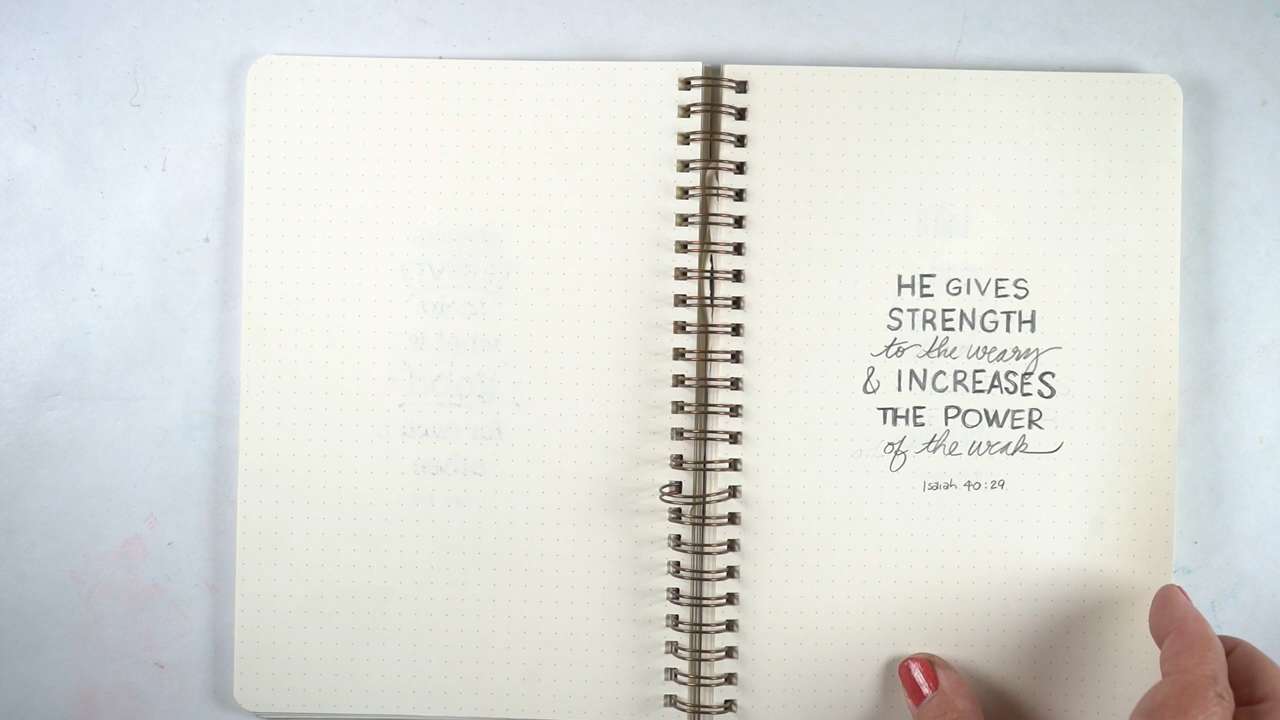 HE GIVES
STRENGTH
to the weary
& INCREASES
THE POWER
of the weak
Isaiah 40:29